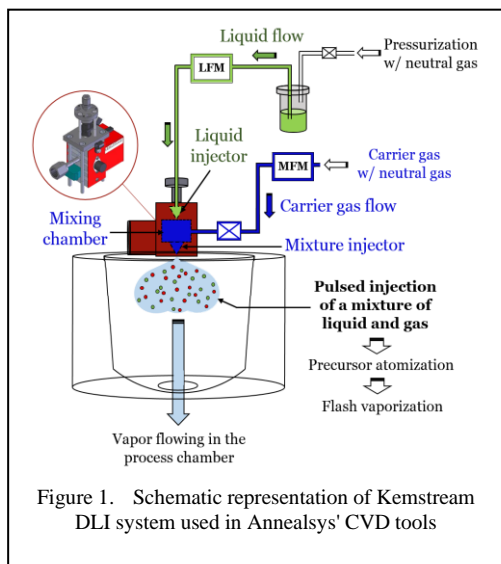 Liquid flow
Pressurization
w/ neutral gas
LFM
Liquid
injector
MFM
Carrier gas
w/ neutral gas
Mixing
chamber
Carrier gas flow
Mixture injector
Pulsed injection
of a mixture of
liquid and gas
Precursor atomization
Flash vaporization
Vapor flowing in the
process chamber
Figure 1. Schematic representation of Kemstream
DLI system used in Annealsys' CVD tools